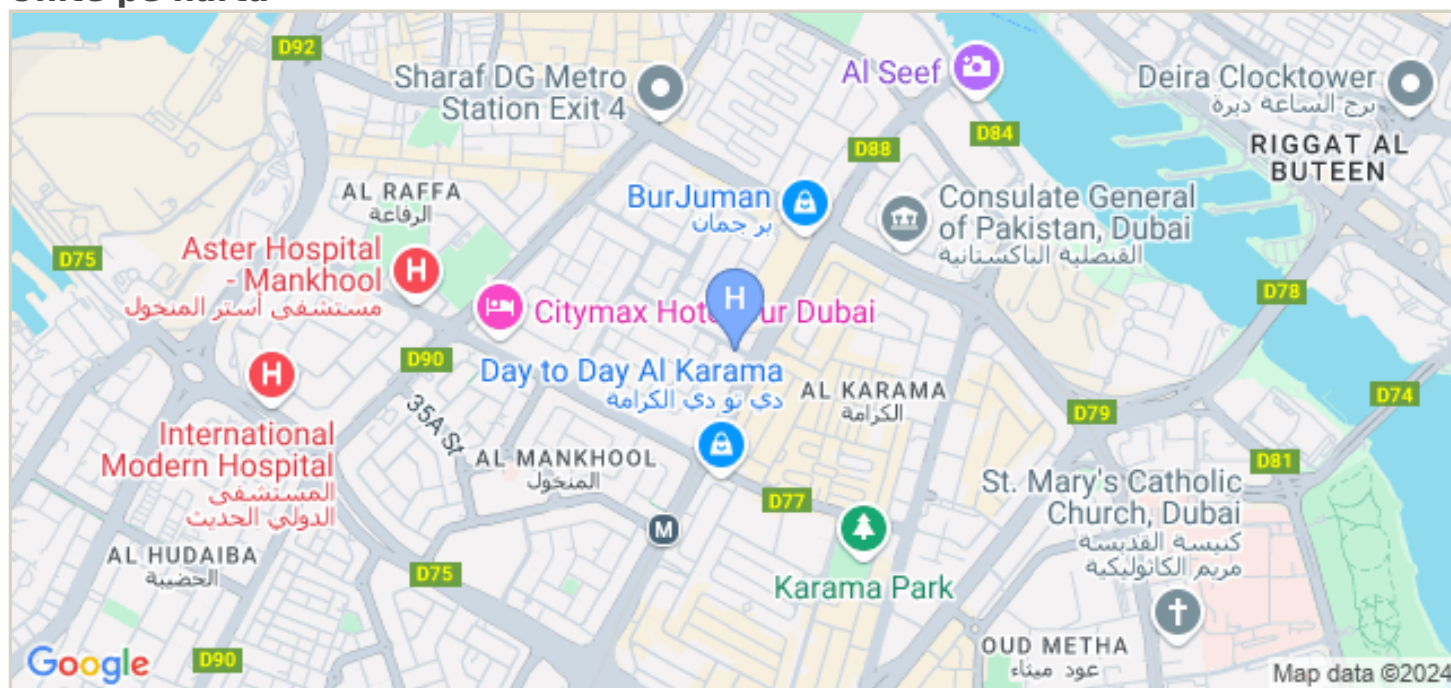 D92
Sharaf DG Metro
Station Exit 4
Al Seef
Deira Clocktower
برج الساعة ديرة
D84
D88
RIGGAT AL
BUTEEN
AL RAFFA
الرفاعة
BurJuman
برجمان
Consulate General
of Pakistan, Dubai
القنصلية الباكستانية
D75
Aster Hospital
- Mankhool
مستشفى أستر المنخول
H
H
D78
Citymax Hot
ur Dubai
D90
Day to Day Al Karama
دي تو دي الكرامة
AL KARAMA
الكرامة
D74
H
35A St
D79
International
Modern Hospital
المستشفى
الدولي الحديث
AL MANKHOOL
المنخول
D81
St. Mary's Catholic
Church, Dubai
كنيسة القديسة
مريم الكاثوليكية
D77
M
AL HUDAIBA
الحضيبة
D75
Karama Park
OUD METHA
عود ميثاء
Google
D90
Map data ©2024